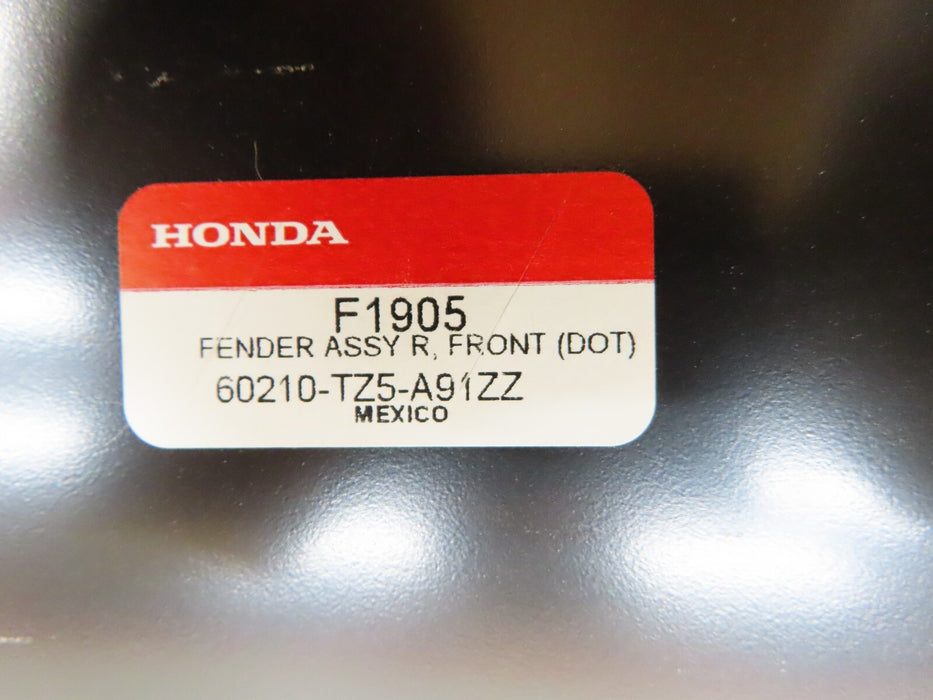 HONDA
F1905
FENDER ASSY R, FRONT (DOT)
60210-TZ5-A91ZZ
MEXICO